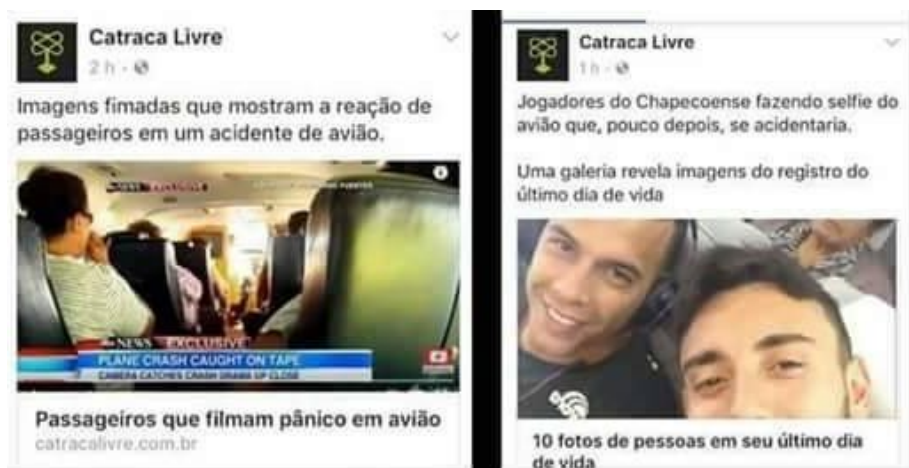 Catraca Livre
2 h
Imagens fimadas que mostram a reação de
passageiros em um acidente de avião.
NEWS EXCLUSIVE
abc NEWS EXCLUSIVE
PLANE CRASH CAUGHT ON TAPE
CAMERA CATCHES CRASH DRAMA UP CLOSE
Passageiros que filmam pânico em avião
catracalivre.com.br
Catraca Livre
1 h
Jogadores do Chapecoense fazendo selfie do
avião que, pouco depois, se acidentaria.
Uma galeria revela imagens do registro do
último dia de vida
10 fotos de pessoas em seu último dia
de vida